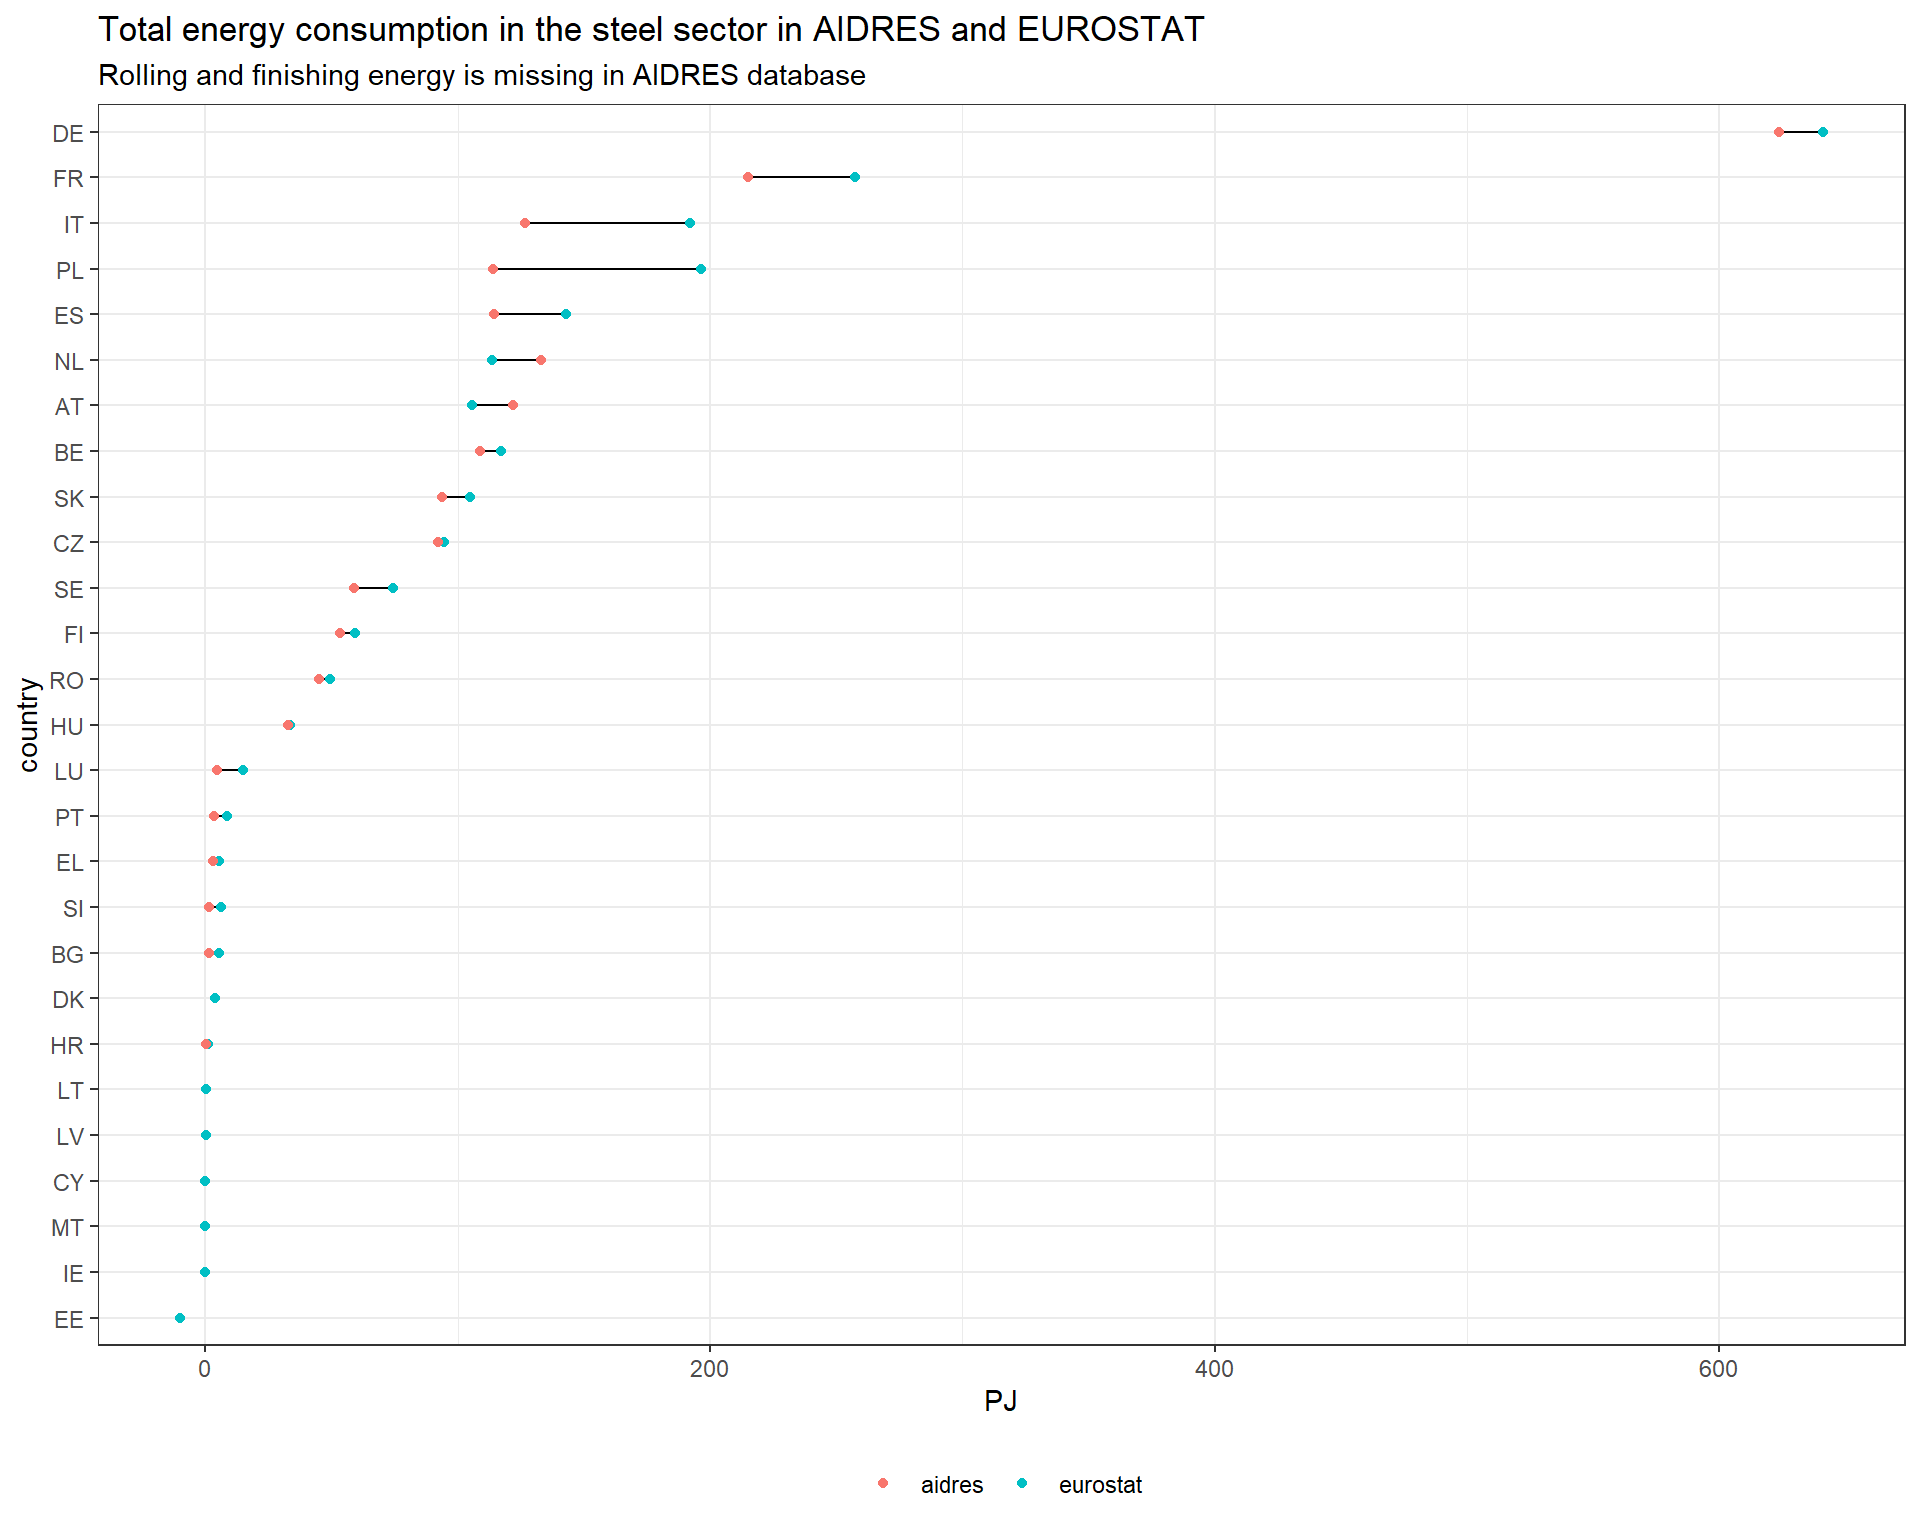 Total energy consumption in the steel sector in AIDRES and EUROSTAT
Rolling and finishing energy is missing in AIDRES database
DE
FR
IT
PL
ES
NL
AT
BE
SK
CZ
SE
FI
RO
HU
LU
PT
EL
SI
BG
DK
HR
LT
LV
CY
MT
IE
EE
country
0 200 400 600
PJ
aidres eurostat